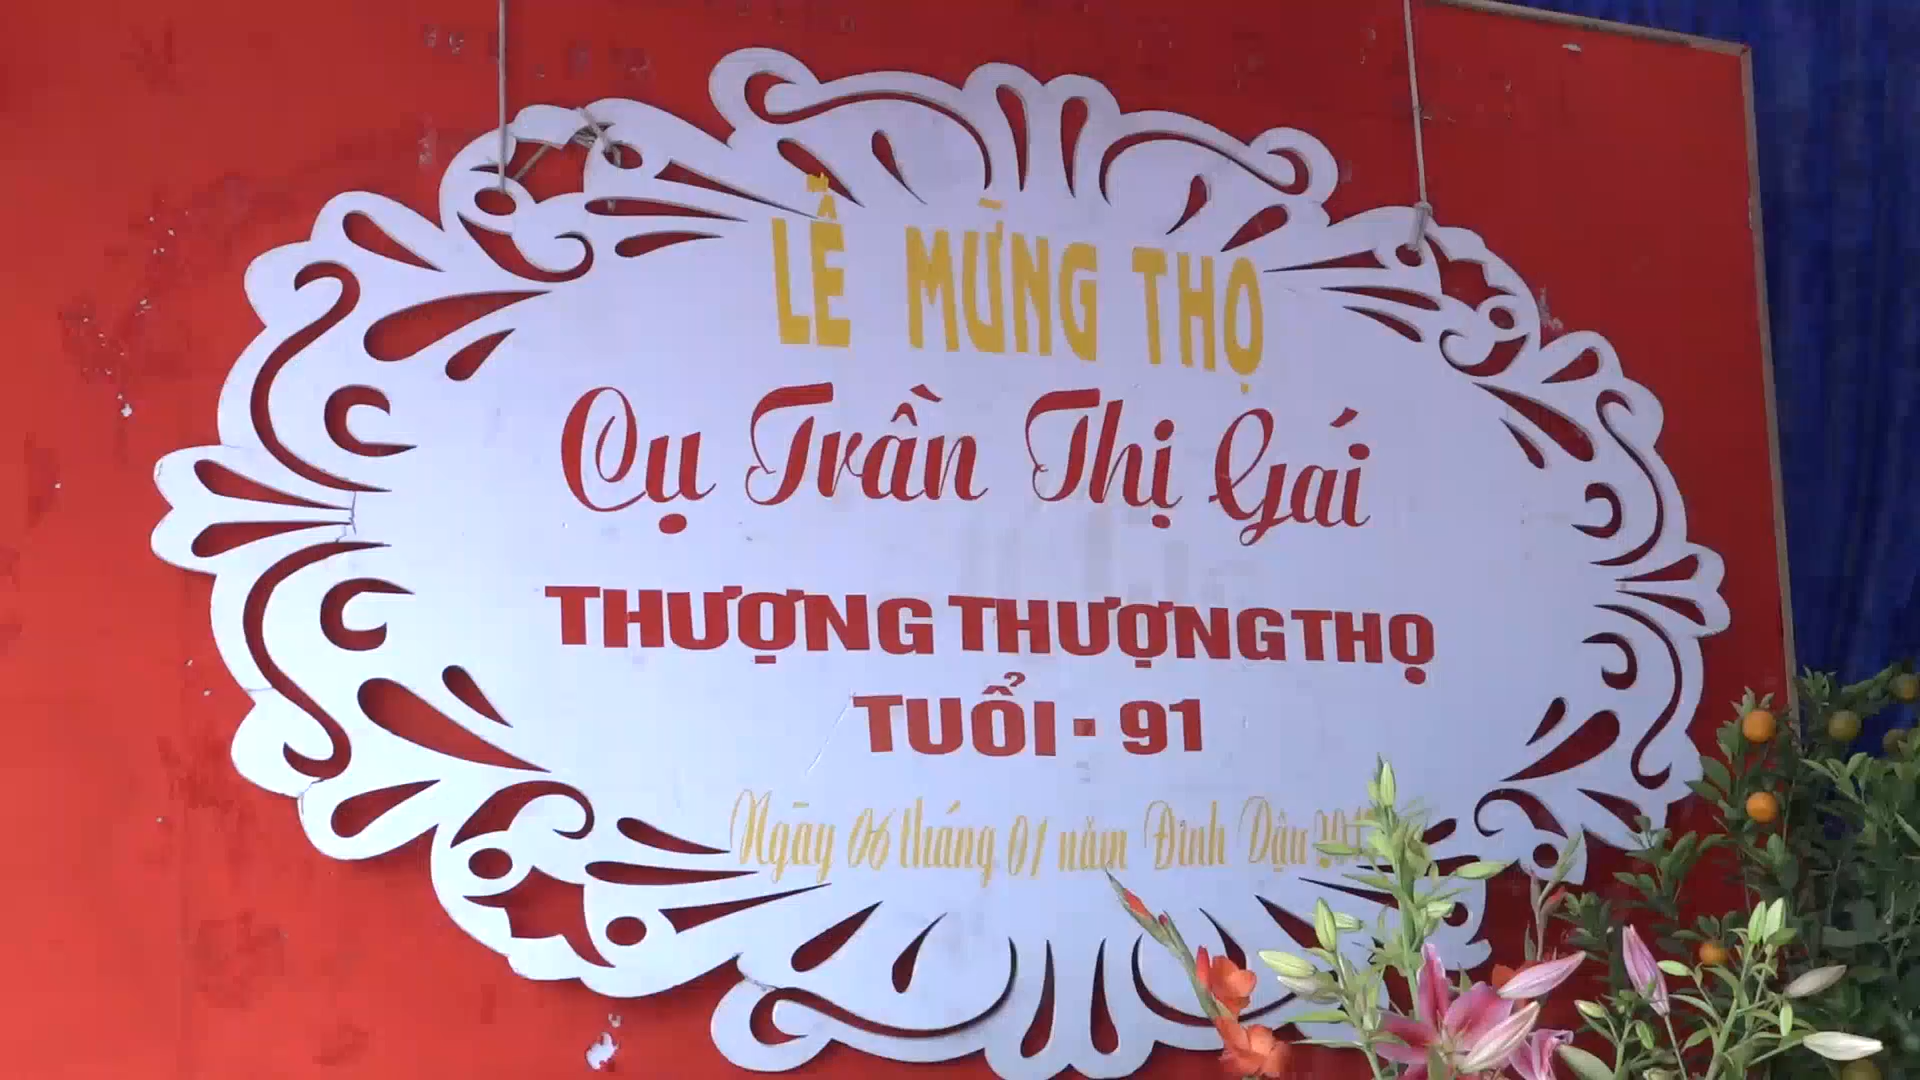 LỄ MỪNG THỌ
Cụ Trần Thị Gái
THƯỢNG THƯỢNG THỌ
TUỔI - 91
Ngày 06 tháng 01 năm Đinh Dậu